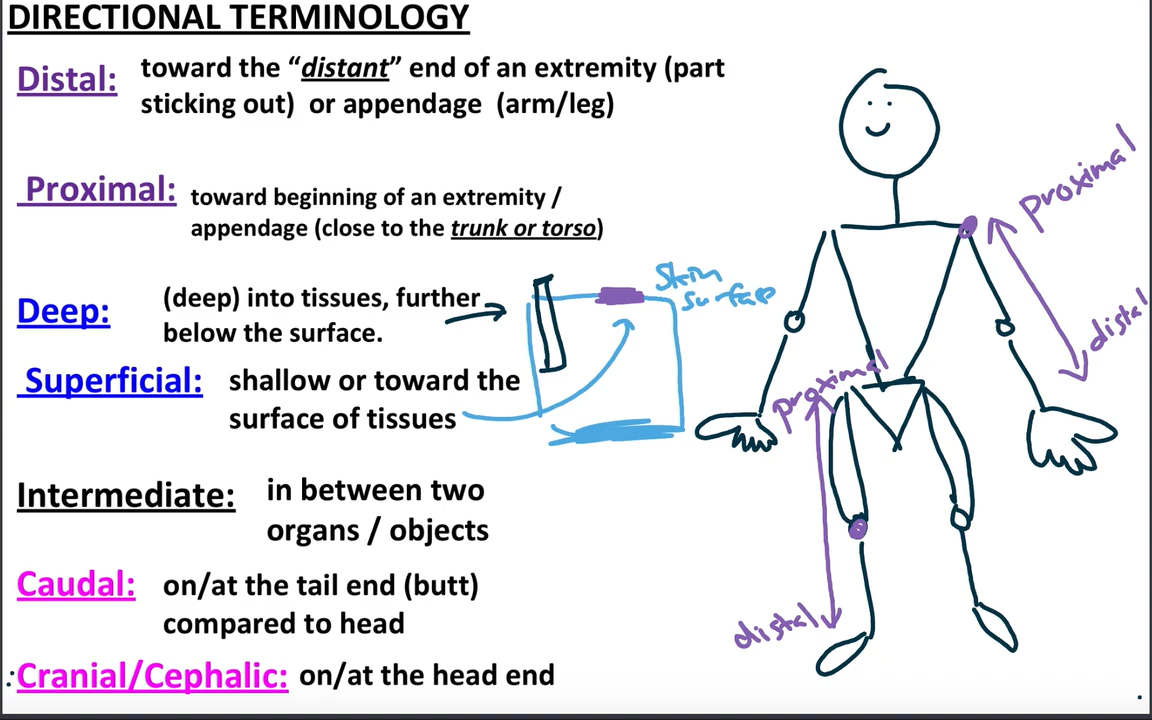 DIRECTIONAL TERMINOLOGY
Distal: toward the “distant” end of an extremity (part
sticking out) or appendage (arm/leg)
Proximal: toward beginning of an extremity /
appendage (close to the trunk or torso)
Deep: (deep) into tissues, further
below the surface.
Superficial: shallow or toward the
surface of tissues
Intermediate: in between two
organs / objects
Caudal: on/at the tail end (butt)
compared to head
:Cranial/Cephalic: on/at the head end
skin
surface
proximal
distal
proximal
distal